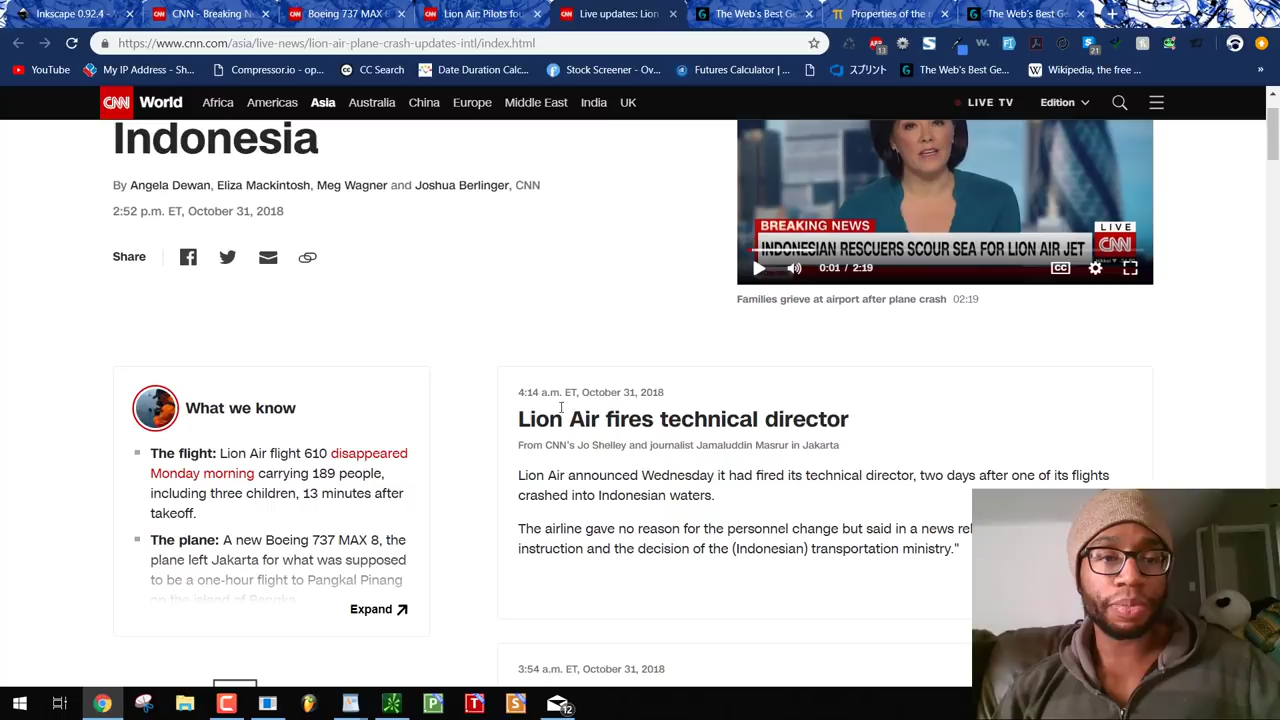 Inkscape 0.92.4 -
CNN - Breaking N
Boeing 737 MAX 8
Lion Air: Pilots fou
Live updates: Lion
The Web's Best Ge
Properties of the n
The Web's Best Ge
https://www.cnn.com/asia/live-news/lion-air-plane-crash-updates-intl/index.html
13
21
YouTube
My IP Address - Sh...
Compressor.io - op...
CC Search
Date Duration Calc...
Stock Screener - Ov...
Futures Calculator | ...
スプリント
The Web's Best Ge...
Wikipedia, the free ...
»
CNN World
Africa
Americas
Asia
Australia
China
Europe
Middle East
India
UK
LIVE TV
Edition
Indonesia
By Angela Dewan, Eliza Mackintosh, Meg Wagner and Joshua Berlinger, CNN
2:52 p.m. ET, October 31, 2018
Share
BREAKING NEWS
LIVE
INDONESIAN RESCUERS SCOUR SEA FOR LION AIR JET
CNN
0:01 / 2:19
CC
Families grieve at airport after plane crash 02:19
What we know
The flight: Lion Air flight 610 disappeared
Monday morning carrying 189 people,
including three children, 13 minutes after
takeoff.
The plane: A new Boeing 737 MAX 8, the
plane left Jakarta for what was supposed
to be a one-hour flight to Pangkal Pinang
on the island of Bangka.
Expand
4:14 a.m. ET, October 31, 2018
Lion Air fires technical director
From CNN's Jo Shelley and journalist Jamaluddin Masrur in Jakarta
Lion Air announced Wednesday it had fired its technical director, two days after one of its flights
crashed into Indonesian waters.
The airline gave no reason for the personnel change but said in a news rel
instruction and the decision of the (Indonesian) transportation ministry."
3:54 a.m. ET, October 31, 2018
12